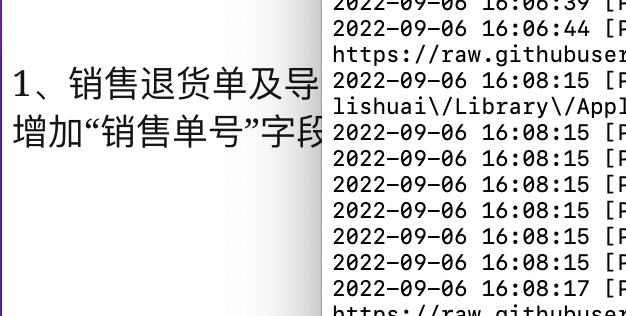 1、销售退货单及导
增加“销售单号”字段
2022-09-06 16:06:39 [P
2022-09-06 16:06:44 [P
https://raw.githubuser
2022-09-06 16:08:15 [P
lishuai\/Library\/Appl
2022-09-06 16:08:15 [P
2022-09-06 16:08:15 [P
2022-09-06 16:08:15 [P
2022-09-06 16:08:15 [P
2022-09-06 16:08:15 [P
2022-09-06 16:08:15 [P
2022-09-06 16:08:17 [P
https://raw.githubuser